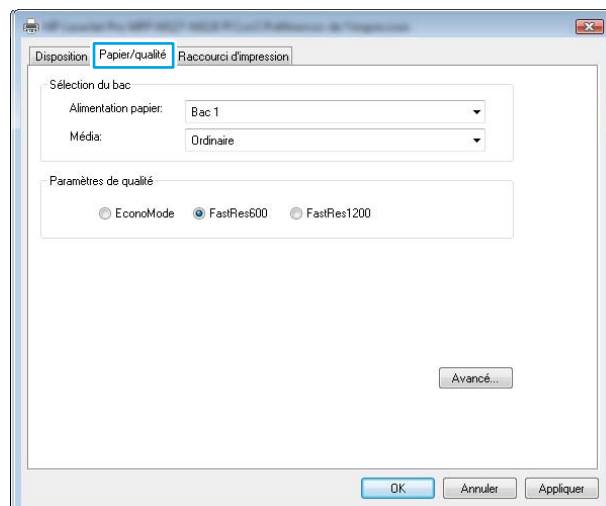 Disposition Papier/qualité Raccourci d'impression
Sélection du bac
Alimentation papier: Bac 1
Média: Ordinaire
Paramètres de qualité
EconoMode FastRes600 FastRes1200
Avancé...
OK Annuler Appliquer